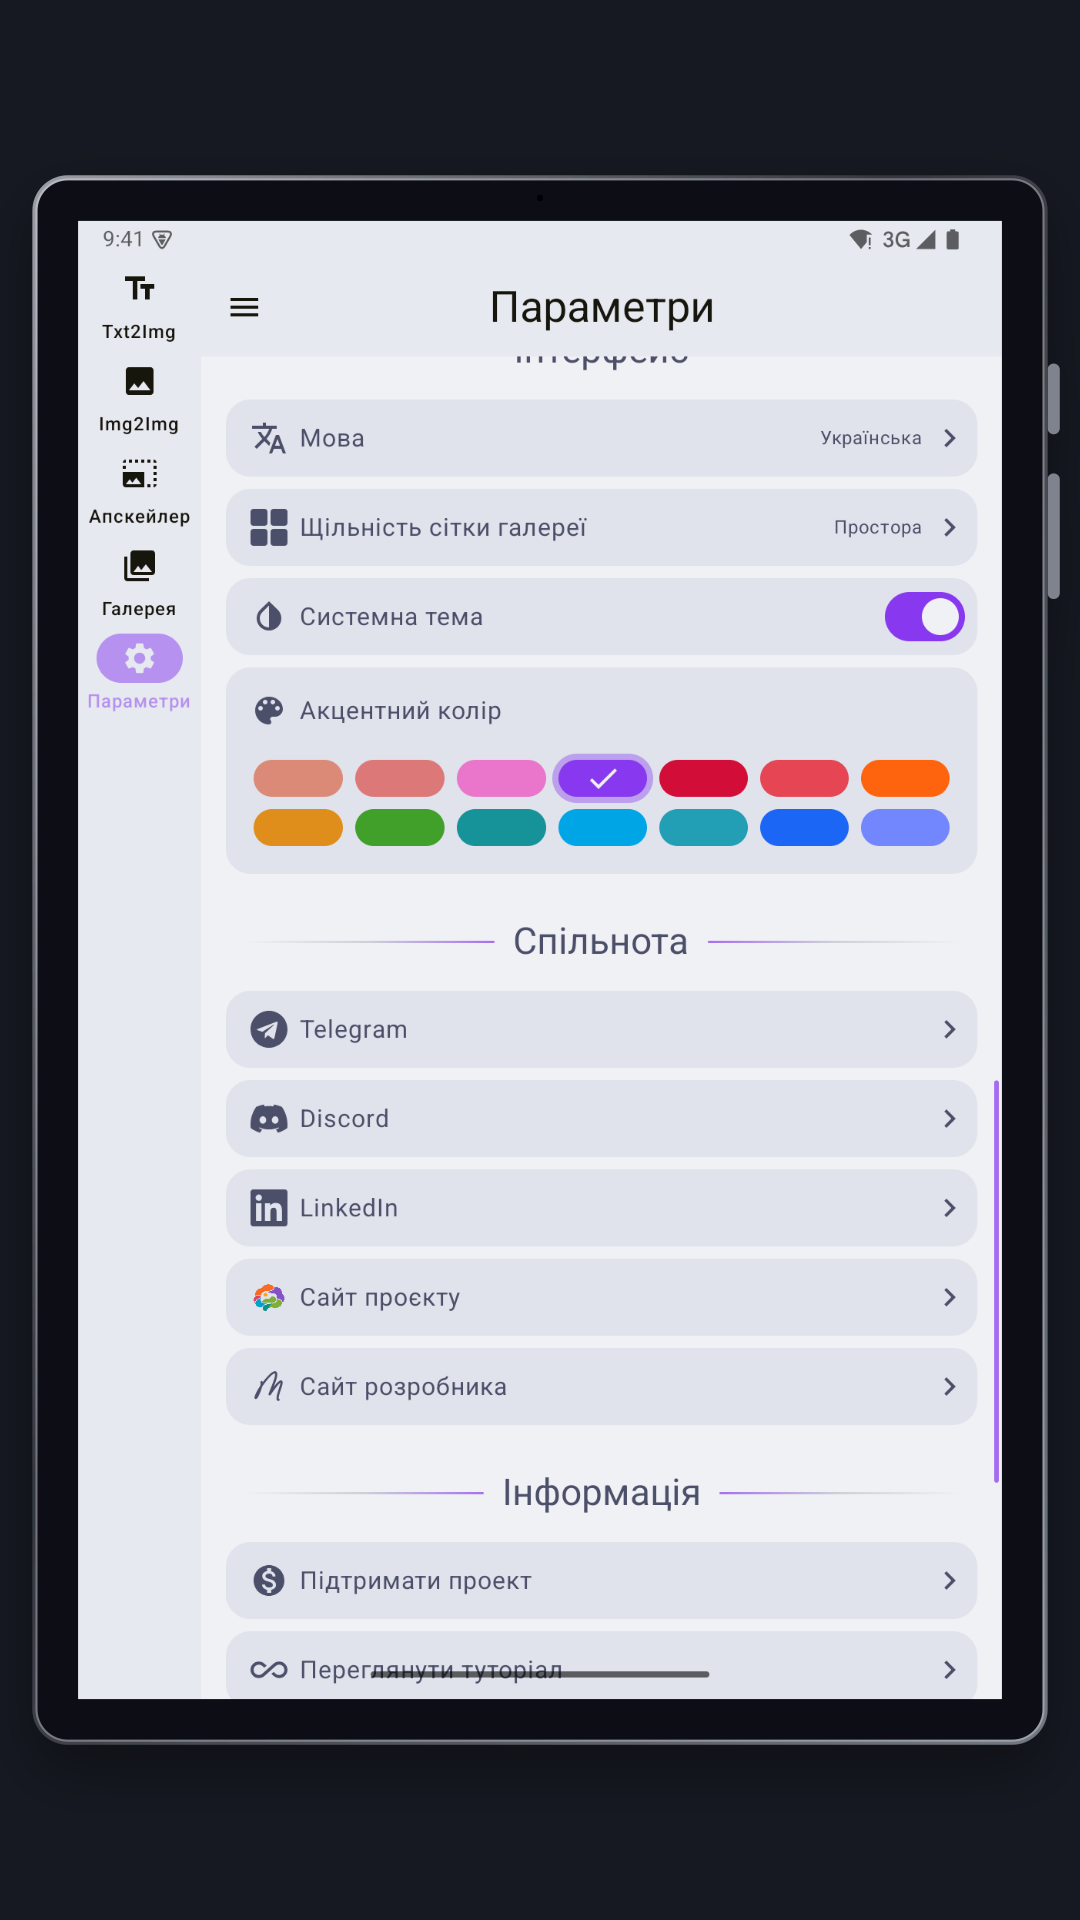 9:41
3G
Txt2Img
Img2Img
Апскейлер
Галерея
Параметри
Параметри
Інтерфейс
Мова
Українська
Щільність сітки галереї
Простора
Системна тема
Акцентний колір
Спільнота
Telegram
Discord
LinkedIn
Сайт проєкту
Сайт розробника
Інформація
Підтримати проект
Переглянути туторіал